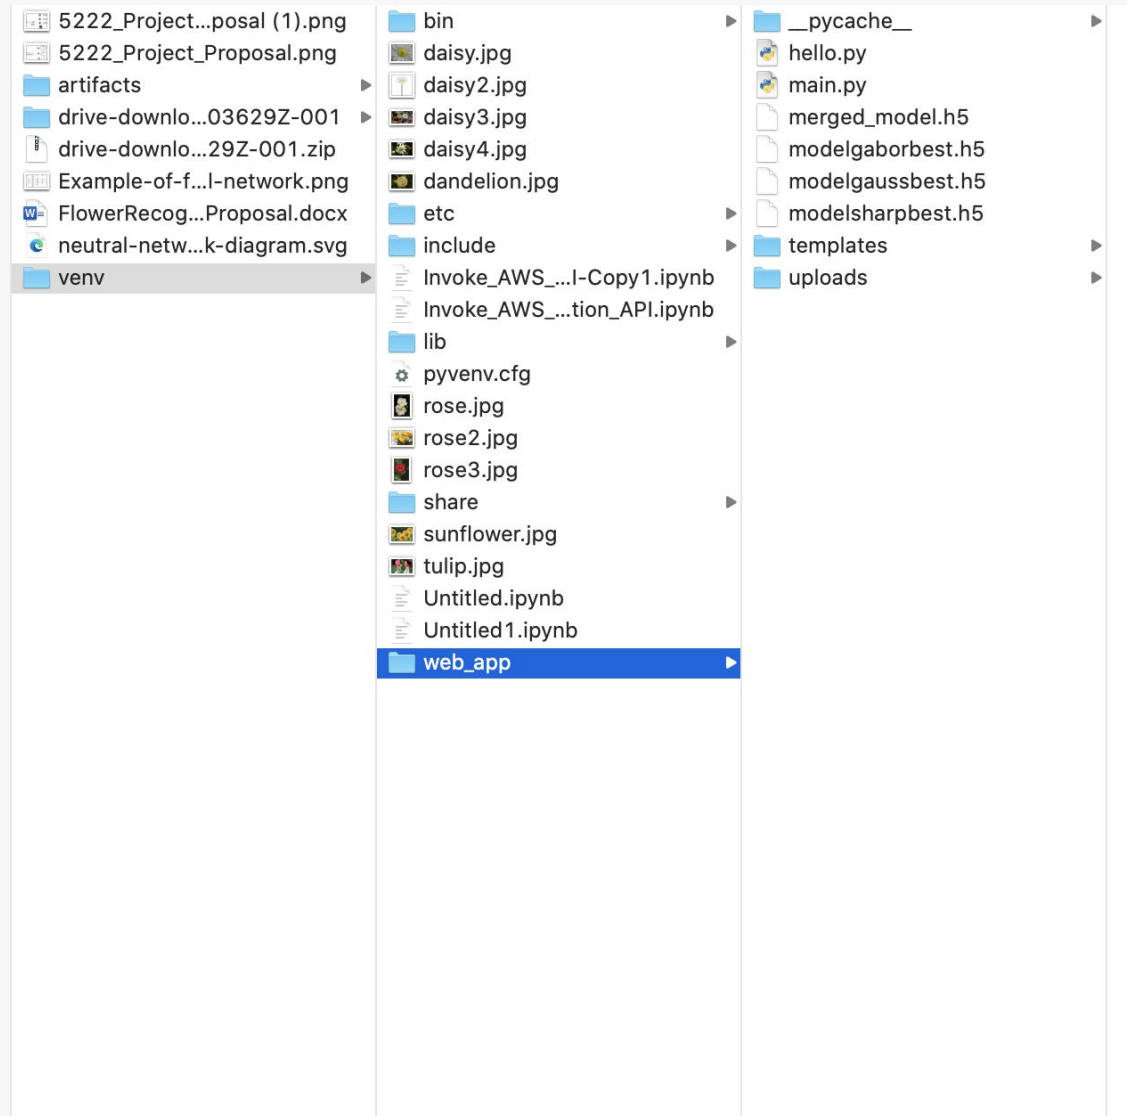 5222_Project...posal (1).png
5222_Project_Proposal.png
artifacts
drive-downlo...03629Z-001
drive-downlo...29Z-001.zip
Example-of-f...l-network.png
FlowerRecog...Proposal.docx
neutral-netw...k-diagram.svg
venv
bin
daisy.jpg
daisy2.jpg
daisy3.jpg
daisy4.jpg
dandelion.jpg
etc
include
Invoke_AWS_...l-Copy1.ipynb
Invoke_AWS_...tion_API.ipynb
lib
pyvenv.cfg
rose.jpg
rose2.jpg
rose3.jpg
share
sunflower.jpg
tulip.jpg
Untitled.ipynb
Untitled1.ipynb
web_app
__pycache__
hello.py
main.py
merged_model.h5
modelgaborbest.h5
modelgaussbest.h5
modelsharpbest.h5
templates
uploads